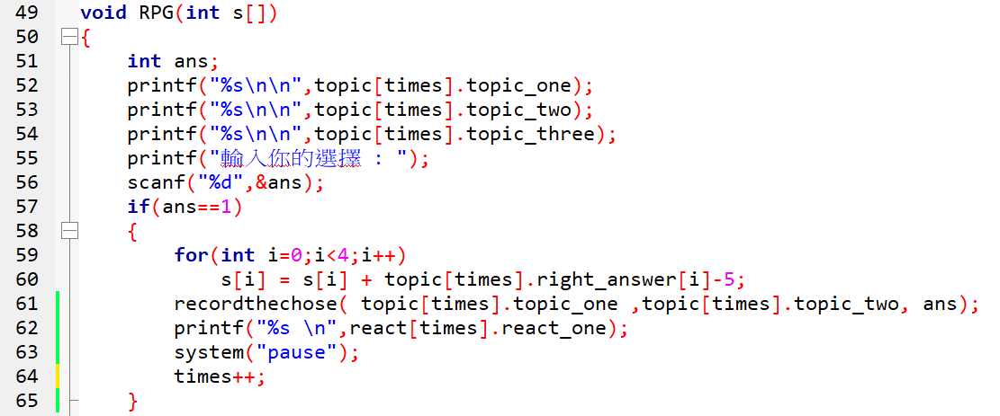 49 void RPG(int s[])
50 {
51 int ans;
52 printf("%s\n\n",topic[times].topic_one);
53 printf("%s\n\n",topic[times].topic_two);
54 printf("%s\n\n",topic[times].topic_three);
55 printf("輸入你的選擇 : ");
56 scanf("%d",&ans);
57 if(ans==1)
58 {
59 for(int i=0;i<4;i++)
60 s[i] = s[i] + topic[times].right_answer[i]-5;
61 recordthechose( topic[times].topic_one ,topic[times].topic_two, ans);
62 printf("%s \n",react[times].react_one);
63 system("pause");
64 times++;
65 }